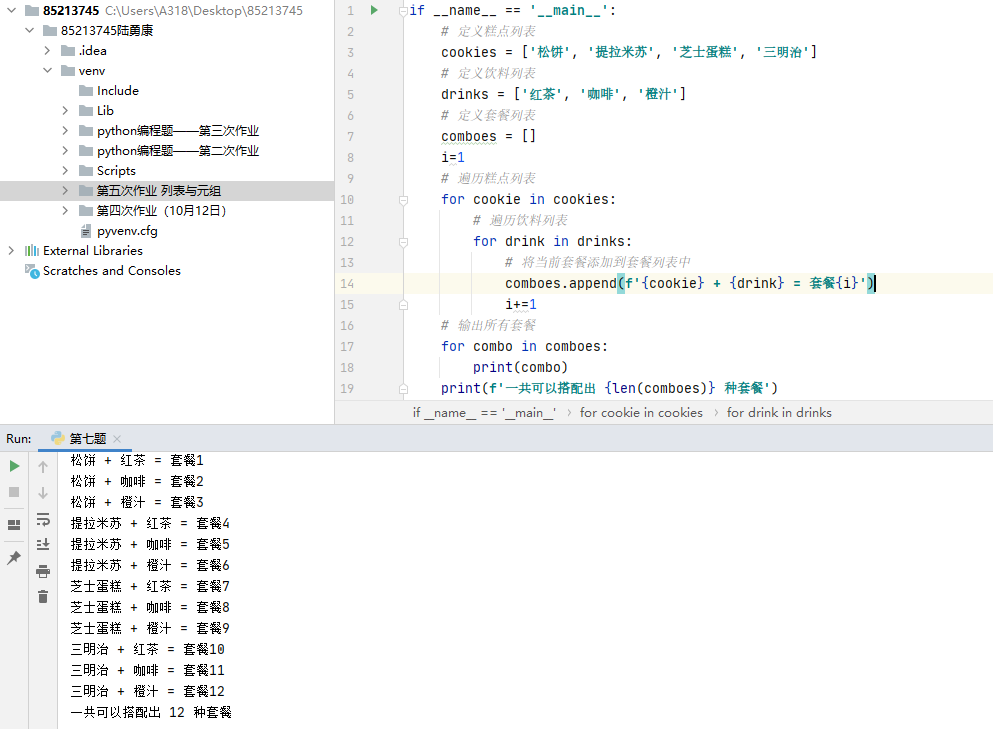 85213745 C:\Users\A318\Desktop\85213745
85213745陆勇康
.idea
venv
Include
Lib
python编程题——第三次作业
python编程题——第二次作业
Scripts
第五次作业 列表与元组
第四次作业（10月12日）
pyvenv.cfg
External Libraries
Scratches and Consoles
1 if __name__ == '__main__':
2 # 定义糕点列表
3 cookies = ['松饼', '提拉米苏', '芝士蛋糕', '三明治']
4 # 定义饮料列表
5 drinks = ['红茶', '咖啡', '橙汁']
6 # 定义套餐列表
7 comboes = []
8 i=1
9 # 遍历糕点列表
10 for cookie in cookies:
11 # 遍历饮料列表
12 for drink in drinks:
13 # 将当前套餐添加到套餐列表中
14 comboes.append(f'{cookie} + {drink} = 套餐{i}')
15 i+=1
16 # 输出所有套餐
17 for combo in comboes:
18 print(combo)
19 print(f'一共可以搭配出 {len(comboes)} 种套餐')
if __name__ == '__main__' › for cookie in cookies › for drink in drinks
Run: 第七题 ×
松饼 + 红茶 = 套餐1
松饼 + 咖啡 = 套餐2
松饼 + 橙汁 = 套餐3
提拉米苏 + 红茶 = 套餐4
提拉米苏 + 咖啡 = 套餐5
提拉米苏 + 橙汁 = 套餐6
芝士蛋糕 + 红茶 = 套餐7
芝士蛋糕 + 咖啡 = 套餐8
芝士蛋糕 + 橙汁 = 套餐9
三明治 + 红茶 = 套餐10
三明治 + 咖啡 = 套餐11
三明治 + 橙汁 = 套餐12
一共可以搭配出 12 种套餐